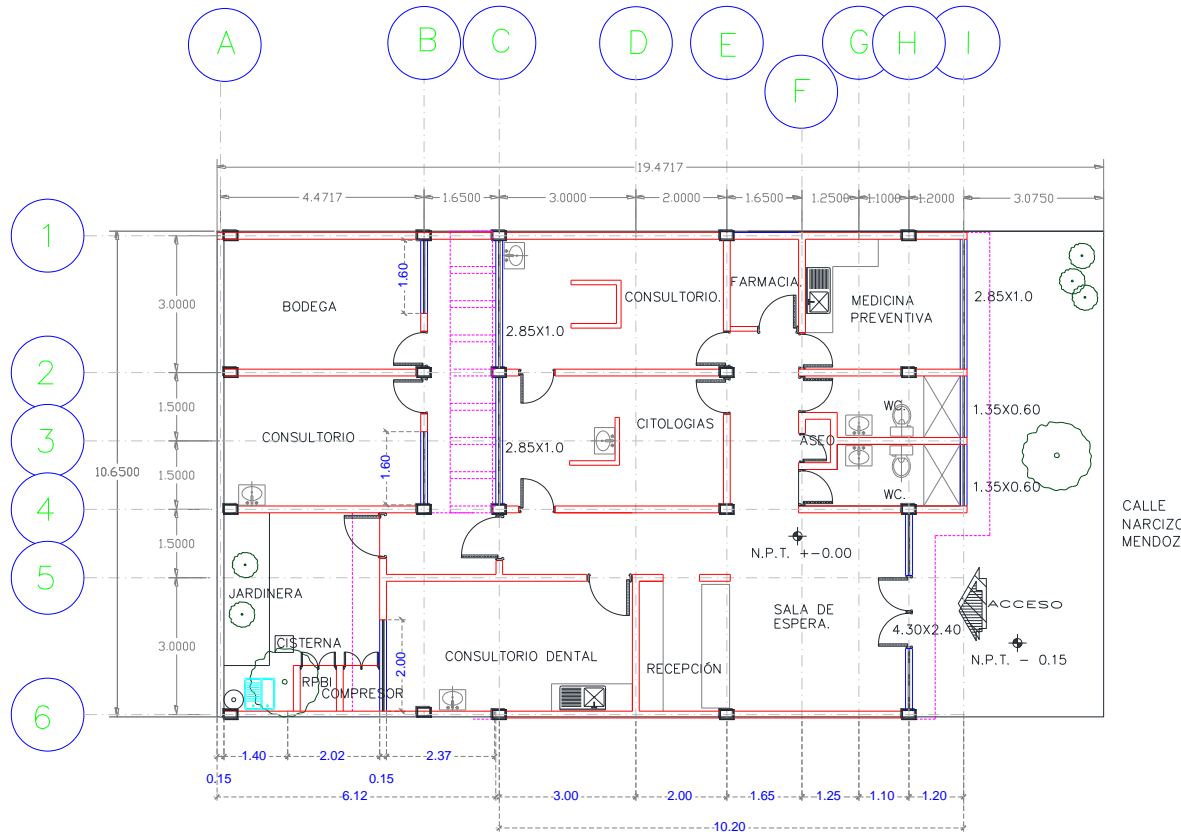 A
B
C
D
E
F
G
H
I
19.4717
4.4717
1.6500
3.0000
2.0000
1.6500
1.2500
1.1000
1.2000
3.0750
1
2
3
4
5
6
10.6500
3.0000
1.5000
1.5000
1.5000
3.0000
BODEGA
1.60
CONSULTORIO.
FARMACIA.
MEDICINA
PREVENTIVA
2.85X1.0
2.85X1.0
CONSULTORIO
1.60
CITOLOGIAS
2.85X1.0
WC.
1.35X0.60
ASEO
WC.
1.35X0.60
CALLE
NARCIZO
MENDOZ
N.P.T. +-0.00
JARDINERA
CISTERNA
RPBI
COMPRESOR
2.00
CONSULTORIO DENTAL
RECEPCIÓN
SALA DE
ESPERA.
4.30X2.40
ACCESO
N.P.T. - 0.15
1.40
2.02
2.37
0.15
0.15
6.12
3.00
2.00
1.65
1.25
1.10
1.20
10.20